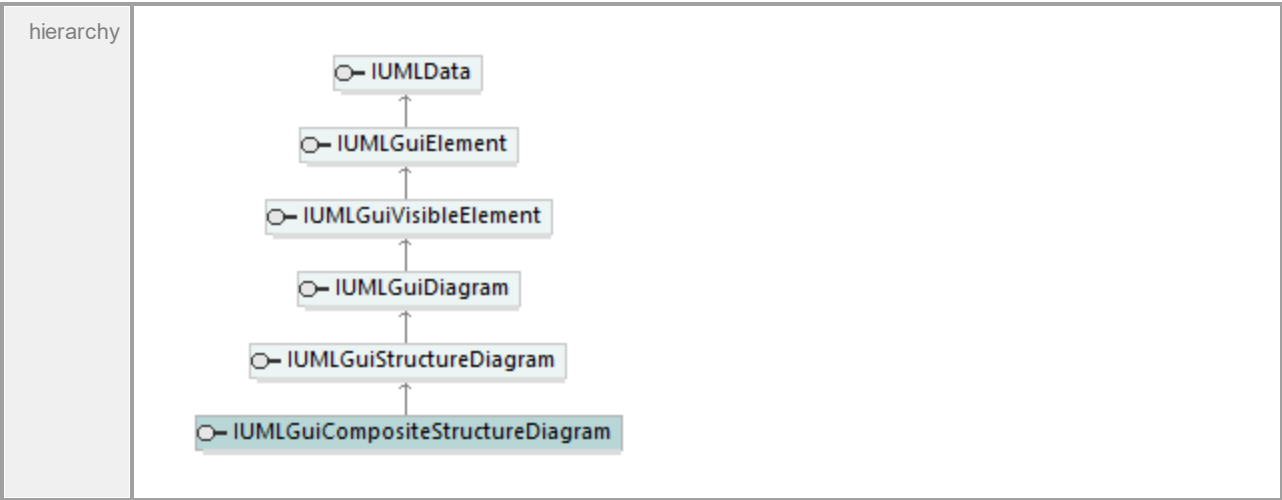 hierarchy
IUMLData
IUMLGuiElement
IUMLGuiVisibleElement
IUMLGuiDiagram
IUMLGuiStructureDiagram
IUMLGuiCompositeStructureDiagram